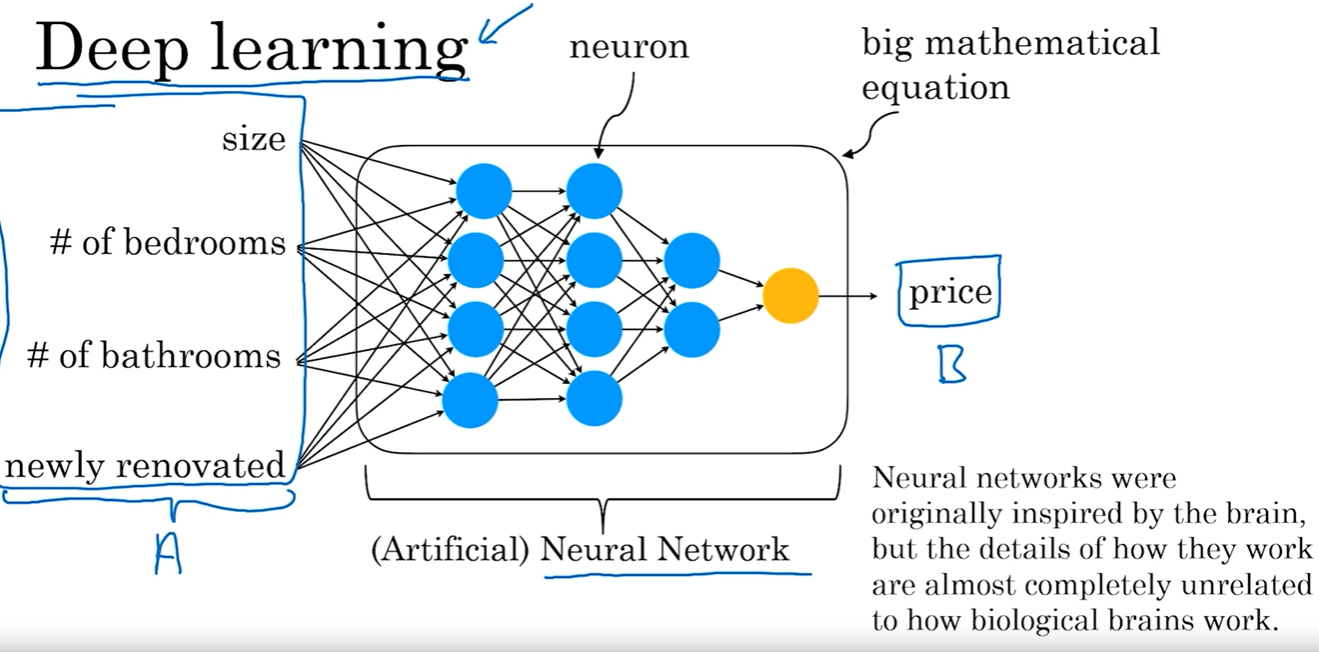 Deep learning
neuron
big mathematical
equation
size
# of bedrooms
# of bathrooms
newly renovated
A
price
B
(Artificial) Neural Network
Neural networks were
originally inspired by the brain,
but the details of how they work
are almost completely unrelated
to how biological brains work.